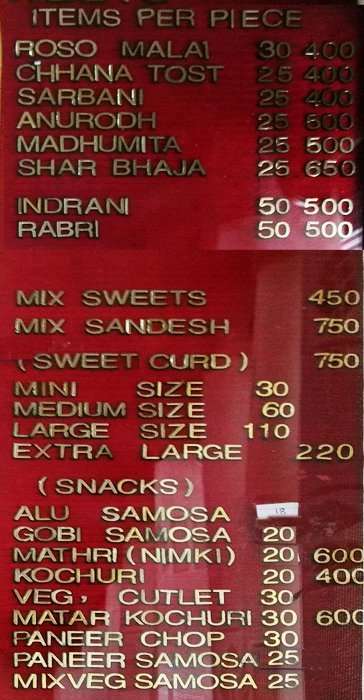 ITEMS PER PIECE
ROSO MALAI 30 400
CHHANA TOST 25 400
SARBANI 25 400
ANURODH 25 500
MADHUMITA 25 500
SHAR BHAJA 25 650
INDRANI 50 500
RABRI 50 500
MIX SWEETS 450
MIX SANDESH 750
(SWEET CURD) 750
MINI SIZE 30
MEDIUM SIZE 60
LARGE SIZE 110
EXTRA LARGE 220
(SNACKS)
ALU SAMOSA 18
GOBI SAMOSA 20
MATHRI (NIMKI) 20 600
KOCHURI 20 400
VEG, CUTLET 30
MATAR KOCHURI 30 600
PANEER CHOP 30
PANEER SAMOSA 25
MIXVEG SAMOSA 25